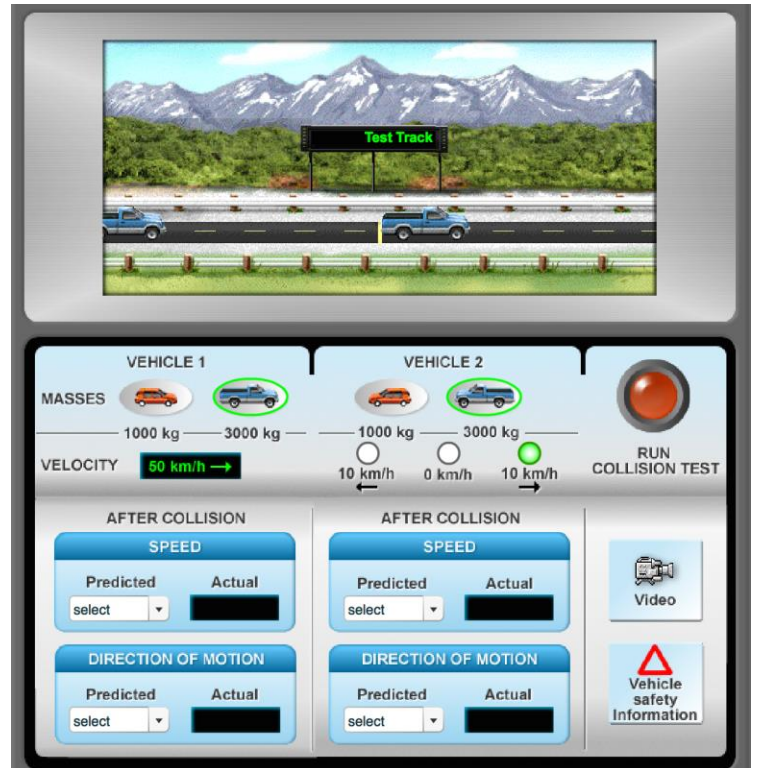 Test Track
VEHICLE 1
VEHICLE 2
MASSES
1000 kg
3000 kg
1000 kg
3000 kg
VELOCITY
50 km/h →
10 km/h
←
0 km/h
10 km/h
→
RUN
COLLISION TEST
AFTER COLLISION
SPEED
Predicted
Actual
select
DIRECTION OF MOTION
Predicted
Actual
select
AFTER COLLISION
SPEED
Predicted
Actual
select
DIRECTION OF MOTION
Predicted
Actual
select
Video
Vehicle
safety
Information